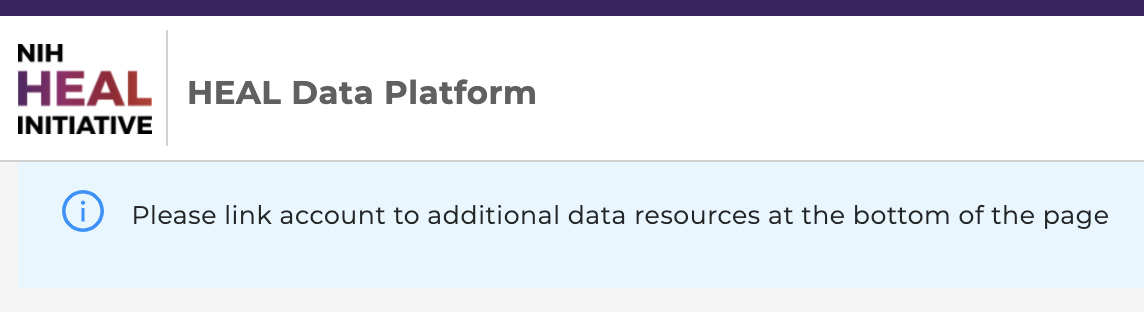 NIH
HEAL
INITIATIVE
HEAL Data Platform
Please link account to additional data resources at the bottom of the page